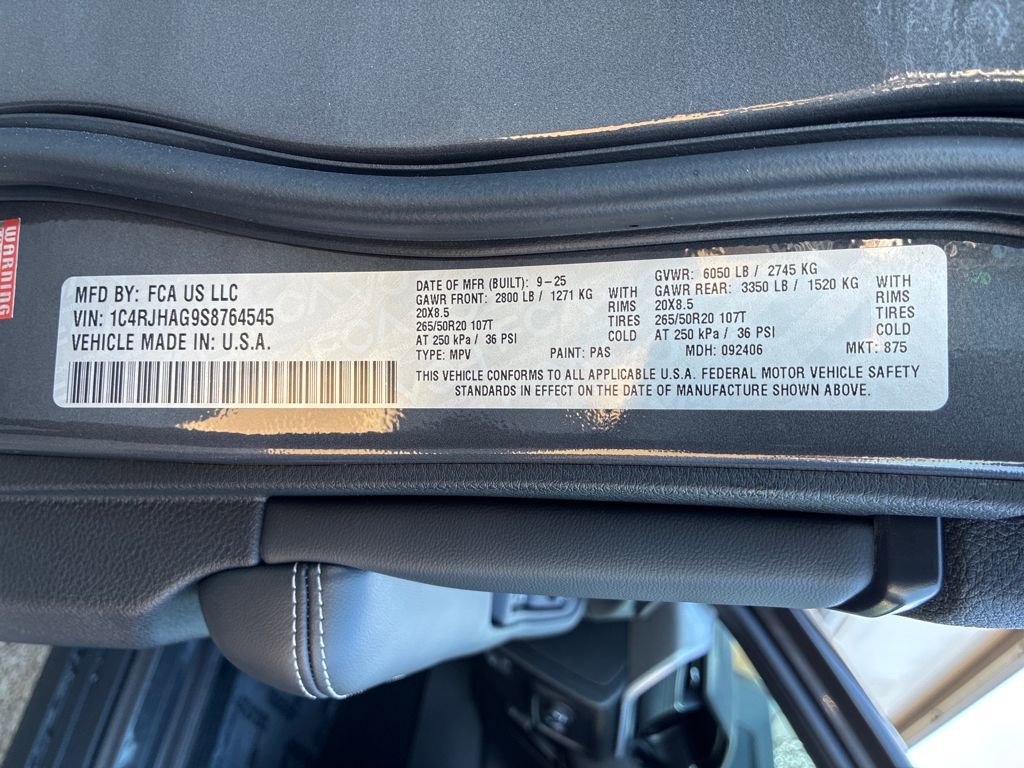 WARNING
MFD BY: FCA US LLC
VIN: 1C4RJHAG9S8764545
VEHICLE MADE IN: U.S.A.
DATE OF MFR (BUILT): 9-25
GAWR FRONT: 2800 LB / 1271 KG WITH
20X8.5 RIMS
265/50R20 107T TIRES
AT 250 kPa / 36 PSI COLD
TYPE: MPV PAINT: PAS
GVWR: 6050 LB / 2745 KG
GAWR REAR: 3350 LB / 1520 KG WITH
20X8.5 RIMS
265/50R20 107T TIRES
AT 250 kPa / 36 PSI COLD
MDH: 092406 MKT: 875
THIS VEHICLE CONFORMS TO ALL APPLICABLE U.S.A. FEDERAL MOTOR VEHICLE SAFETY
STANDARDS IN EFFECT ON THE DATE OF MANUFACTURE SHOWN ABOVE.